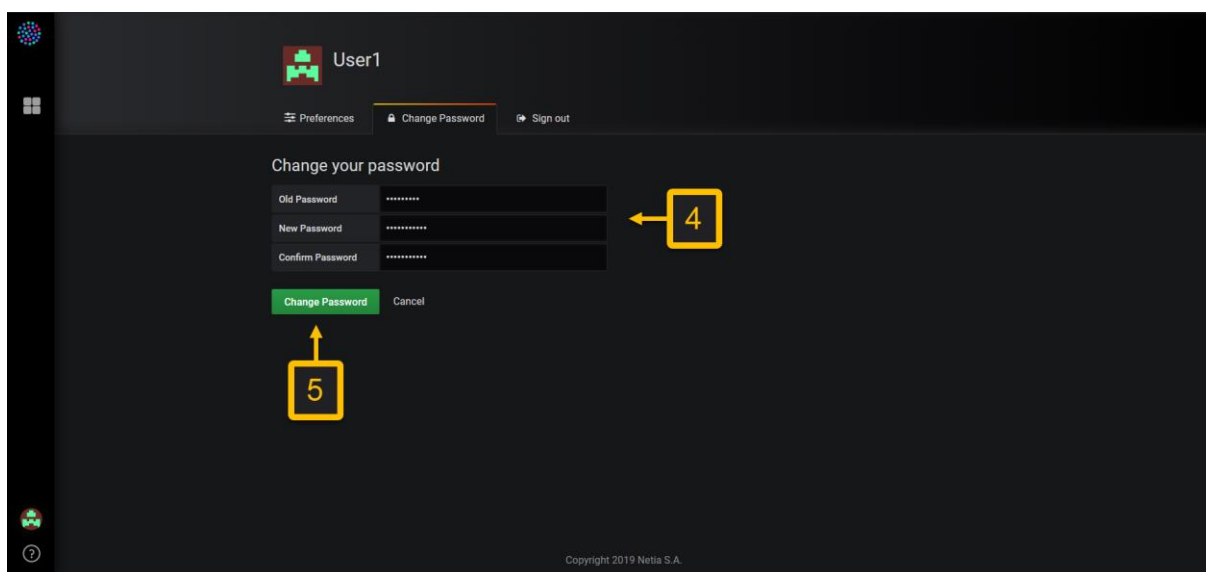 User1
Preferences Change Password Sign out
Change your password
Old Password •••••••••
4
New Password •••••••••••
Confirm Password •••••••••••
Change Password Cancel
5
?
Copyright 2019 Netia S.A.